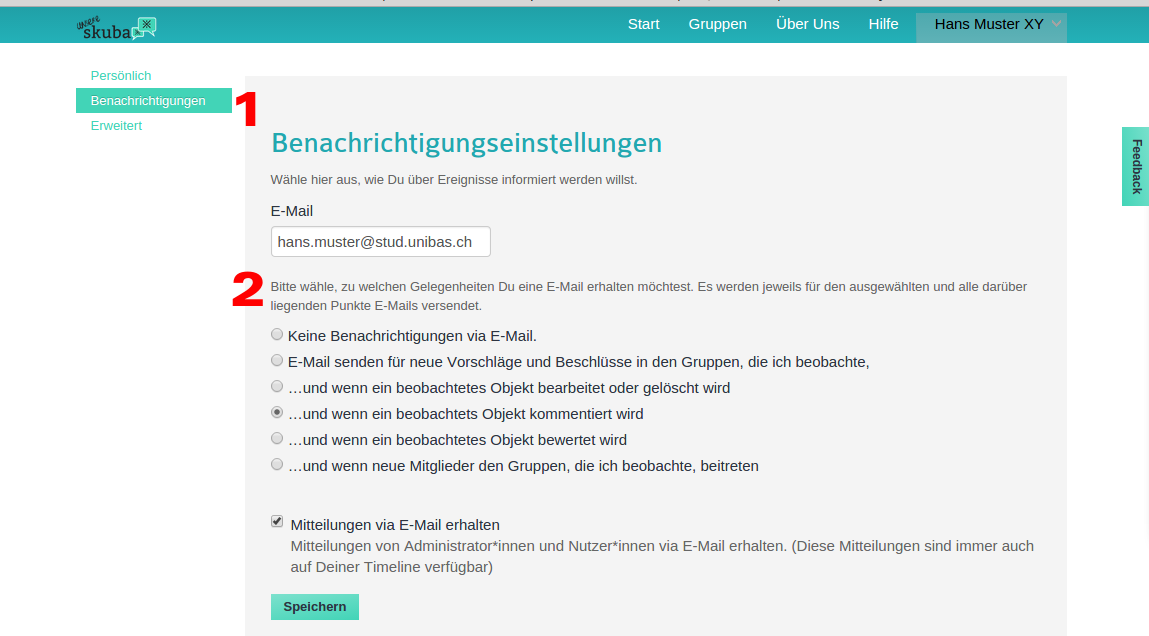 unsere
skuba
Start Gruppen Über Uns Hilfe Hans Muster XY
Persönlich
Benachrichtigungen
Erweitert
1
Benachrichtigungseinstellungen
Wähle hier aus, wie Du über Ereignisse informiert werden willst.
E-Mail
hans.muster@stud.unibas.ch
2
Bitte wähle, zu welchen Gelegenheiten Du eine E-Mail erhalten möchtest. Es werden jeweils für den ausgewählten und alle darüber
liegenden Punkte E-Mails versendet.
Keine Benachrichtigungen via E-Mail.
E-Mail senden für neue Vorschläge und Beschlüsse in den Gruppen, die ich beobachte,
…und wenn ein beobachtetes Objekt bearbeitet oder gelöscht wird
…und wenn ein beobachtets Objekt kommentiert wird
…und wenn ein beobachtetes Objekt bewertet wird
…und wenn neue Mitglieder den Gruppen, die ich beobachte, beitreten
Mitteilungen via E-Mail erhalten
Mitteilungen von Administrator*innen und Nutzer*innen via E-Mail erhalten. (Diese Mitteilungen sind immer auch
auf Deiner Timeline verfügbar)
Speichern
Feedback